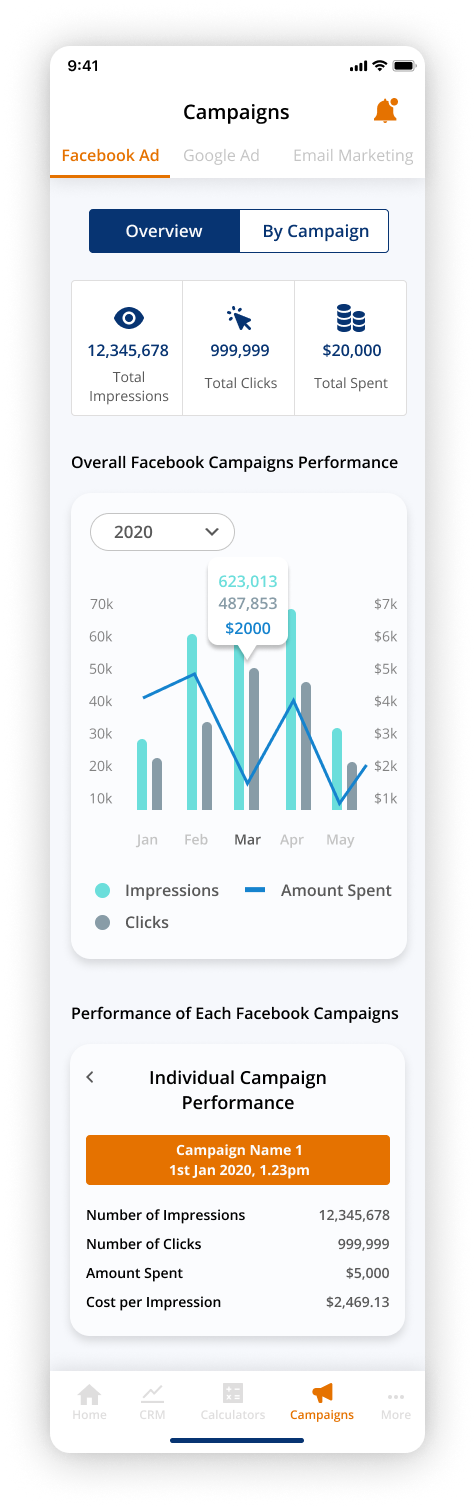 9:41
Campaigns
Facebook Ad Google Ad Email Marketing
Overview By Campaign
12,345,678 999,999 $20,000
Total Impressions Total Clicks Total Spent
Overall Facebook Campaigns Performance
2020
623,013
487,853
$2000
70k $7k
60k $6k
50k $5k
40k $4k
30k $3k
20k $2k
10k $1k
Jan Feb Mar Apr May
Impressions Amount Spent
Clicks
Performance of Each Facebook Campaigns
Individual Campaign
Performance
Campaign Name 1
1st Jan 2020, 1.23pm
Number of Impressions 12,345,678
Number of Clicks 999,999
Amount Spent $5,000
Cost per Impression $2,469.13
Home CRM Calculators Campaigns More